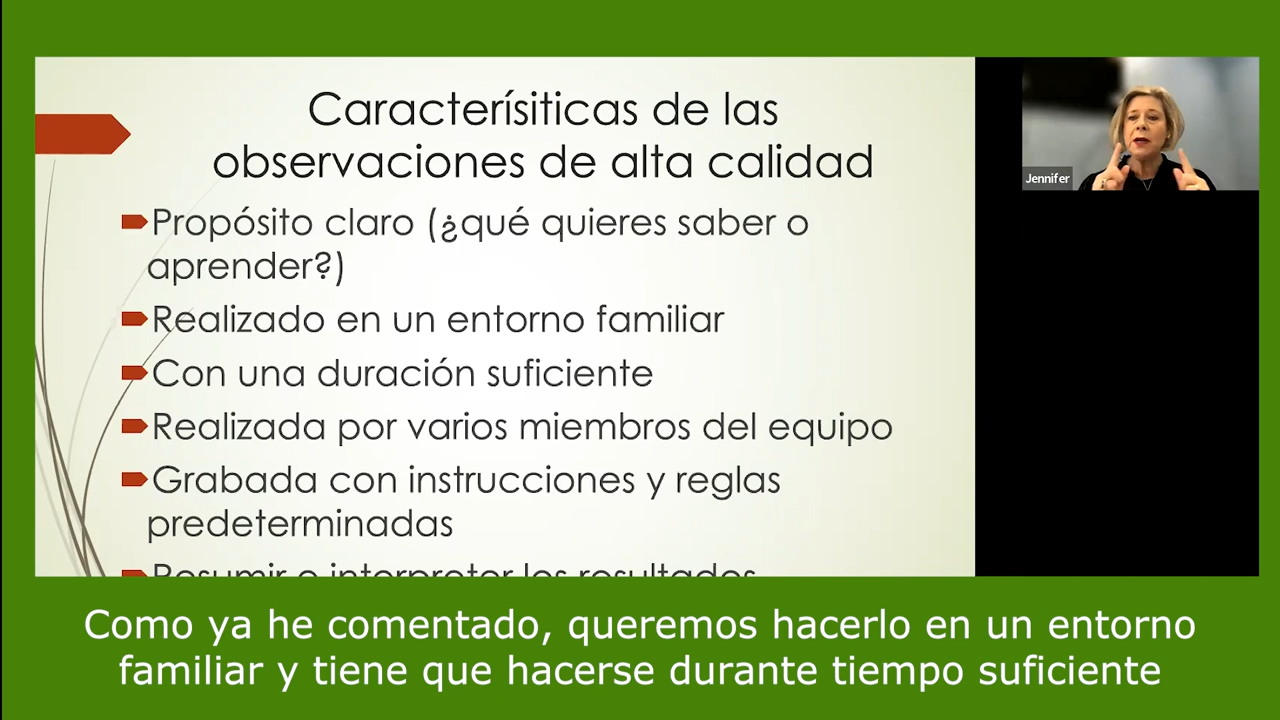 Caracterísiticas de las
observaciones de alta calidad
Propósito claro (¿qué quieres saber o
aprender?)
Realizado en un entorno familiar
Con una duración suficiente
Realizada por varios miembros del equipo
Grabada con instrucciones y reglas
predeterminadas
Resumir e interpretar los resultados
Jennifer
Como ya he comentado, queremos hacerlo en un entorno
familiar y tiene que hacerse durante tiempo suficiente